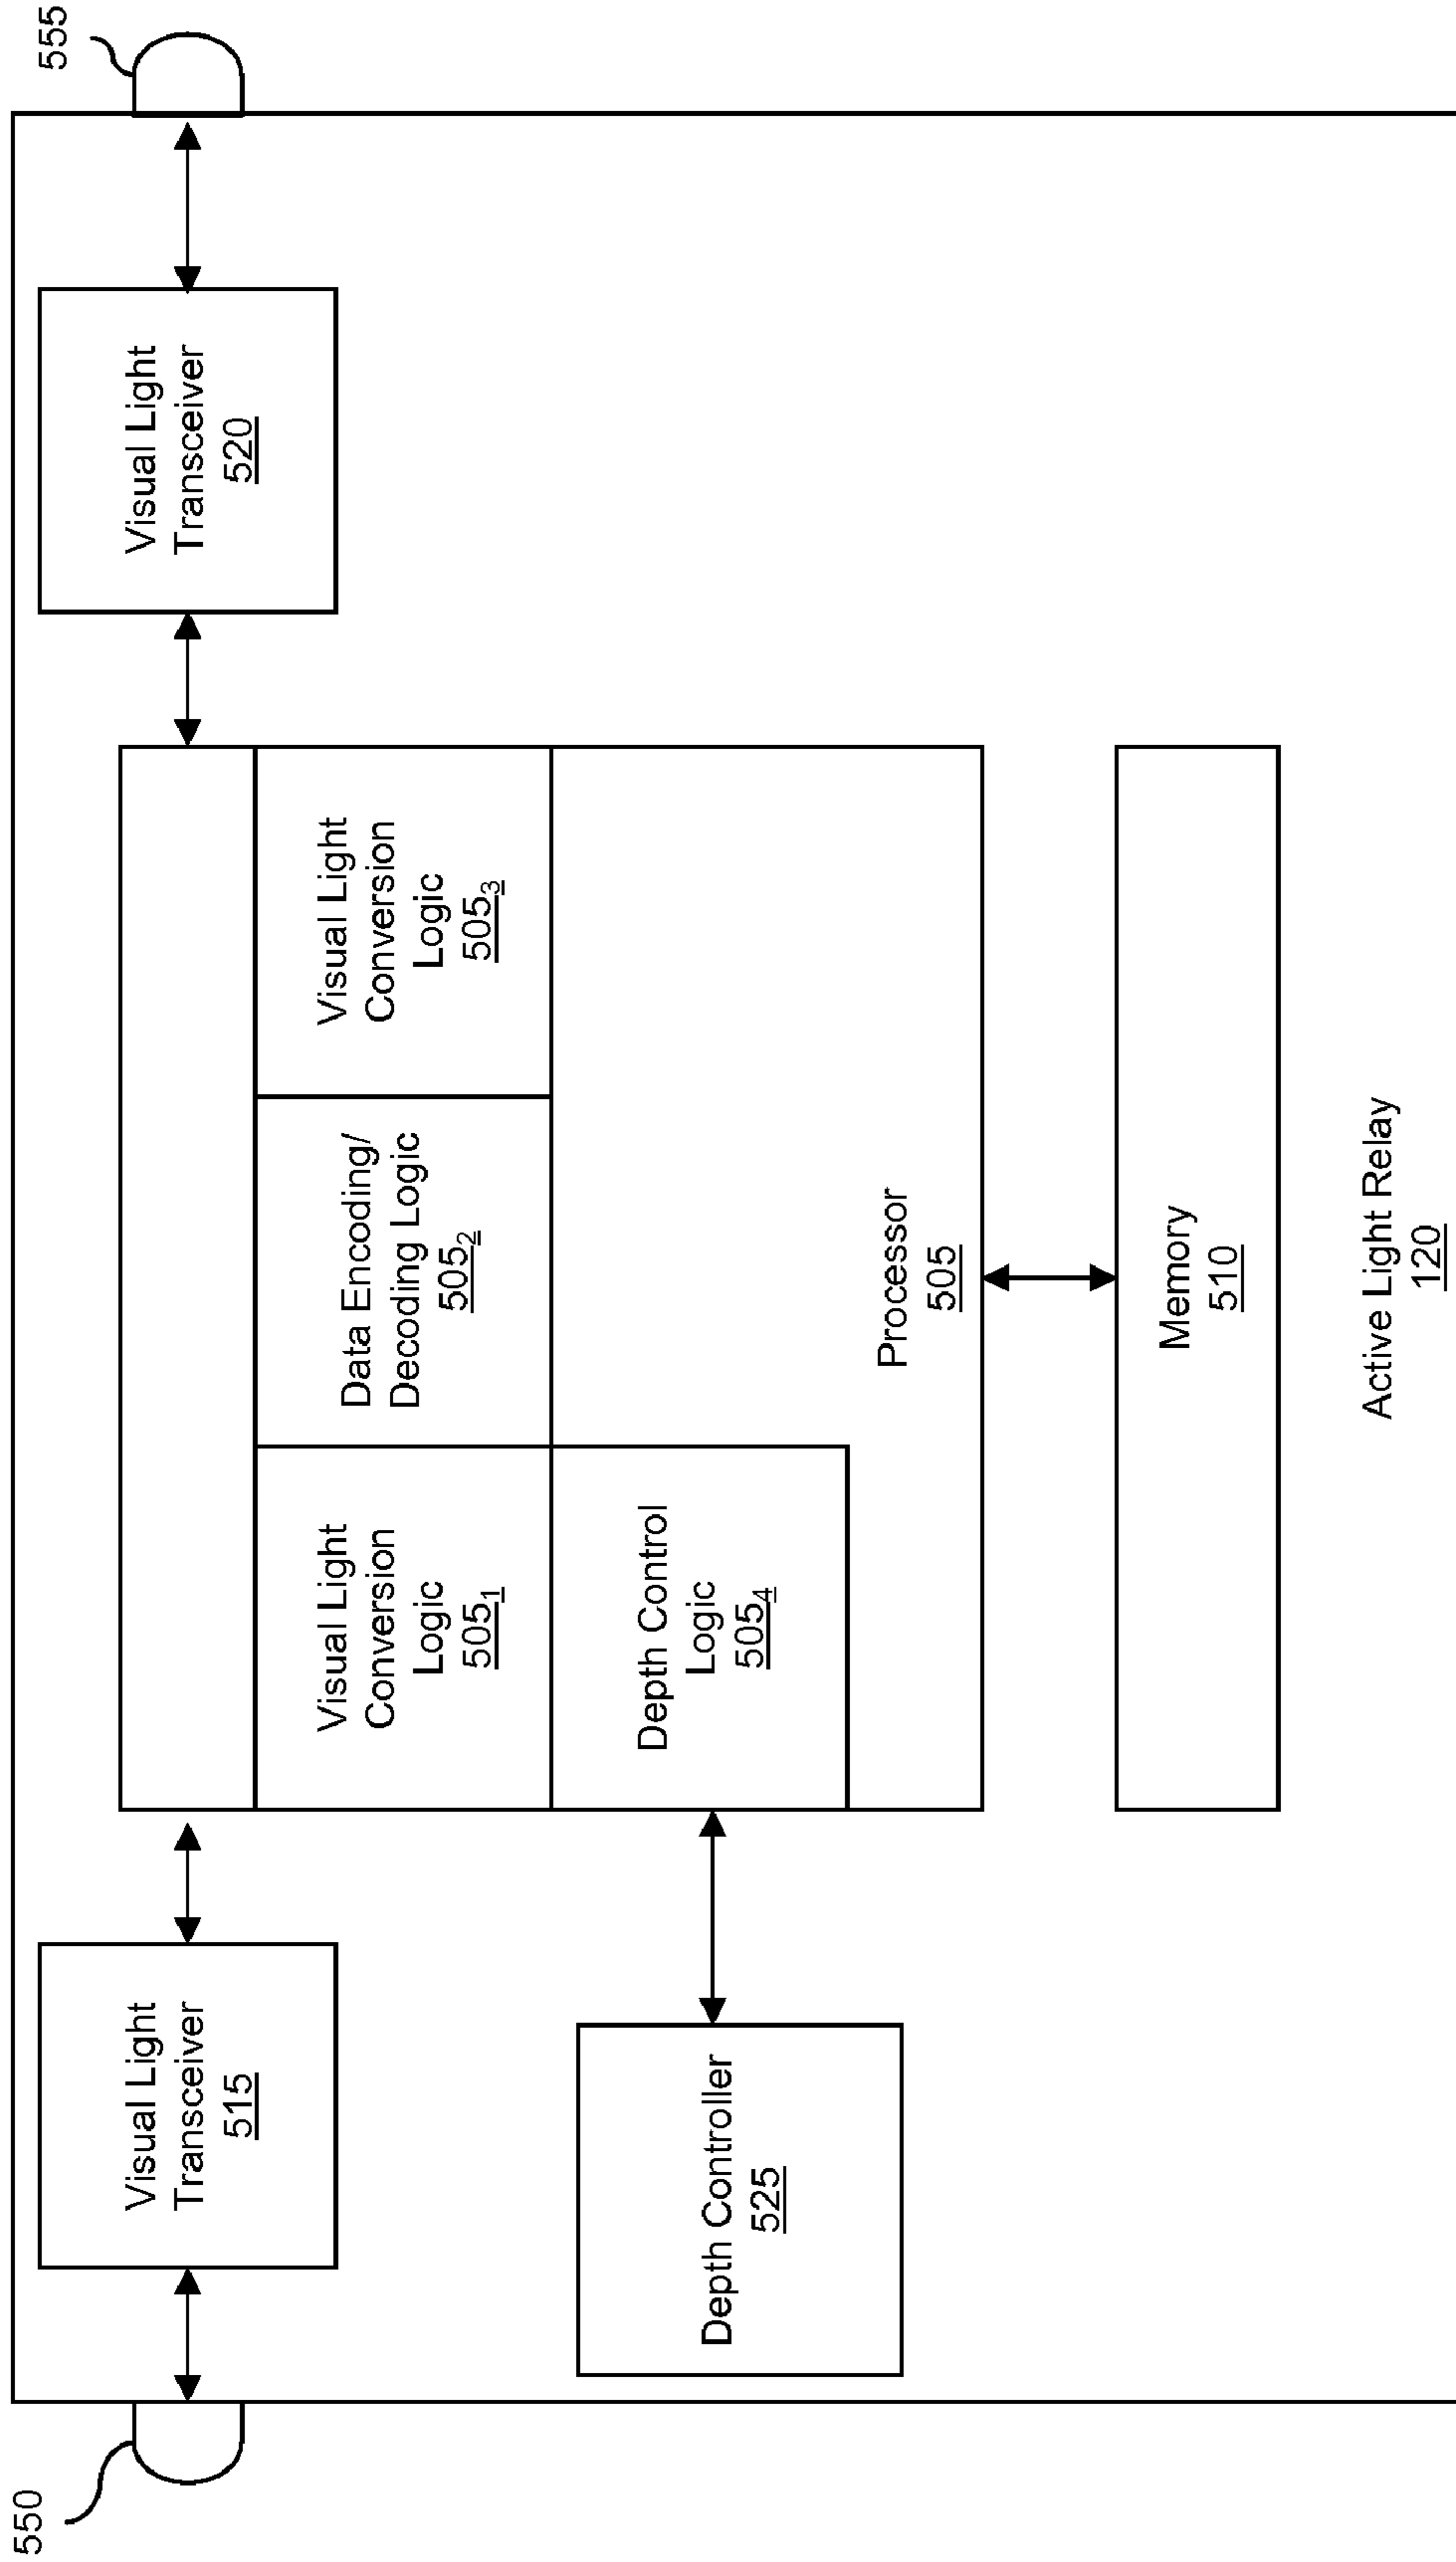 550
555
Visual Light
Transceiver
515
Visual Light
Transceiver
520
Visual Light
Conversion
Logic
505₁
Data Encoding/
Decoding Logic
505₂
Visual Light
Conversion
Logic
505₃
Depth Control
Logic
505₄
Depth Controller
525
Processor
505
Memory
510
Active Light Relay
120